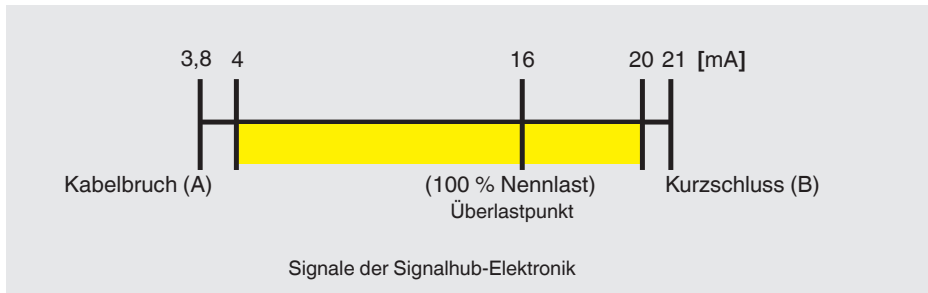 3,8 4 16 20 21 [mA]
Kabelbruch (A) (100 % Nennlast) Kurzschluss (B)
Überlastpunkt
Signale der Signalhub-Elektronik